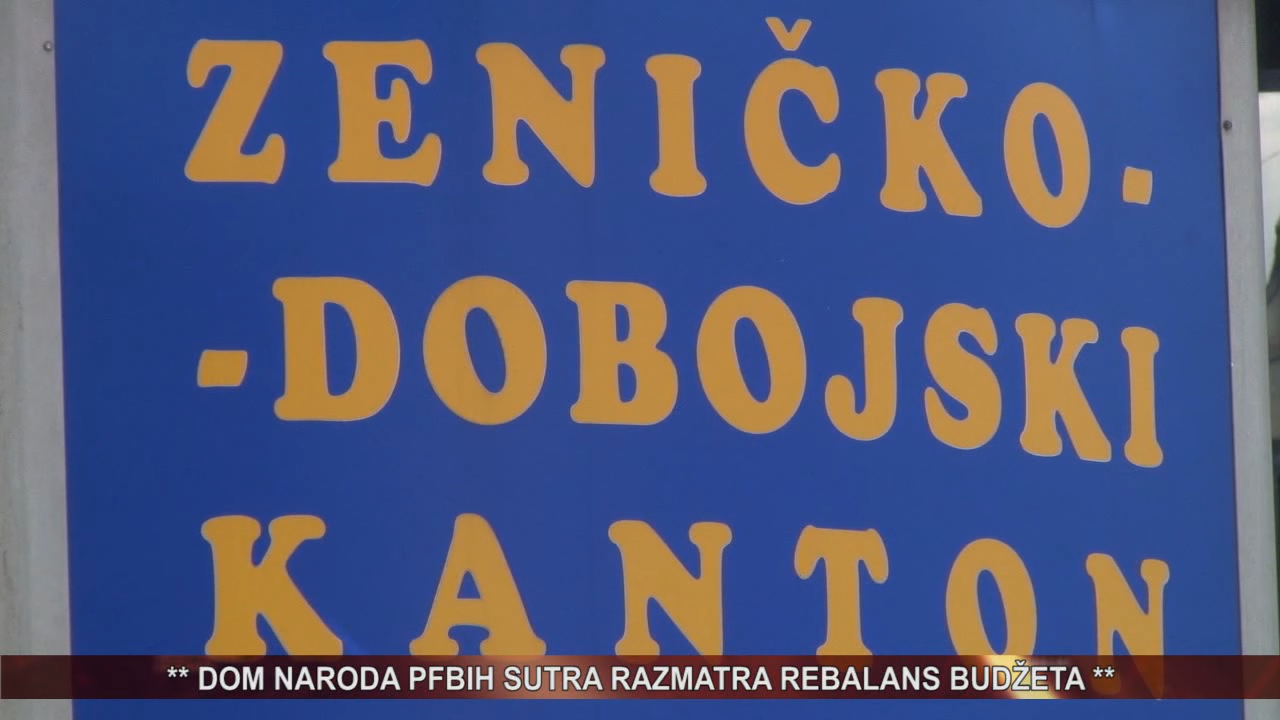 ZENIČKO-
-DOBOJSKI
KANTON
** DOM NARODA PFBIH SUTRA RAZMATRA REBALANS BUDŽETA **